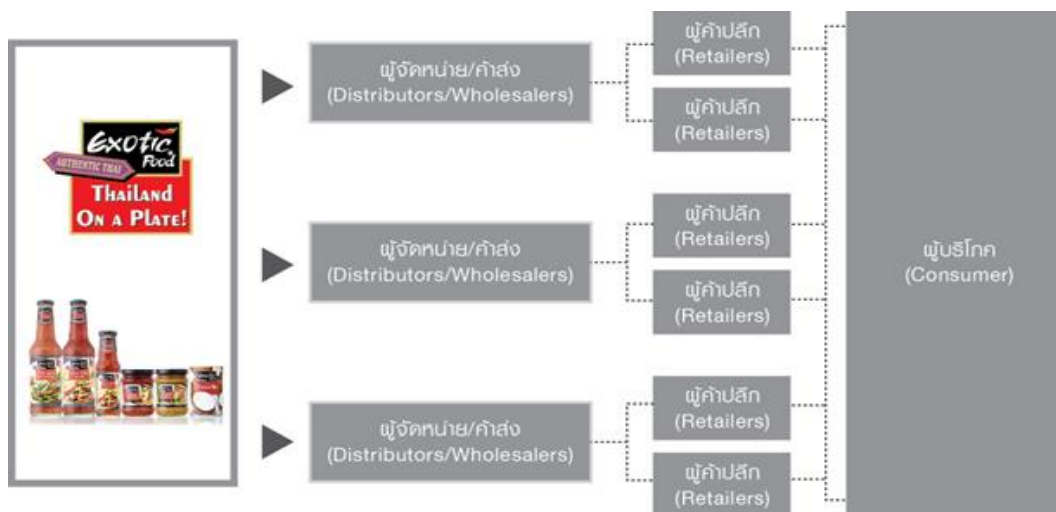 Exotic
Food
AUTHENTIC THAI
THAILAND
ON A PLATE!
ผู้จัดหน่าย/ค้าส่ง
(Distributors/Wholesalers)
ผู้ค้าปลีก
(Retailers)
ผู้ค้าปลีก
(Retailers)
ผู้จัดหน่าย/ค้าส่ง
(Distributors/Wholesalers)
ผู้ค้าปลีก
(Retailers)
ผู้ค้าปลีก
(Retailers)
ผู้จัดหน่าย/ค้าส่ง
(Distributors/Wholesalers)
ผู้ค้าปลีก
(Retailers)
ผู้ค้าปลีก
(Retailers)
ผู้บริโภค
(Consumer)